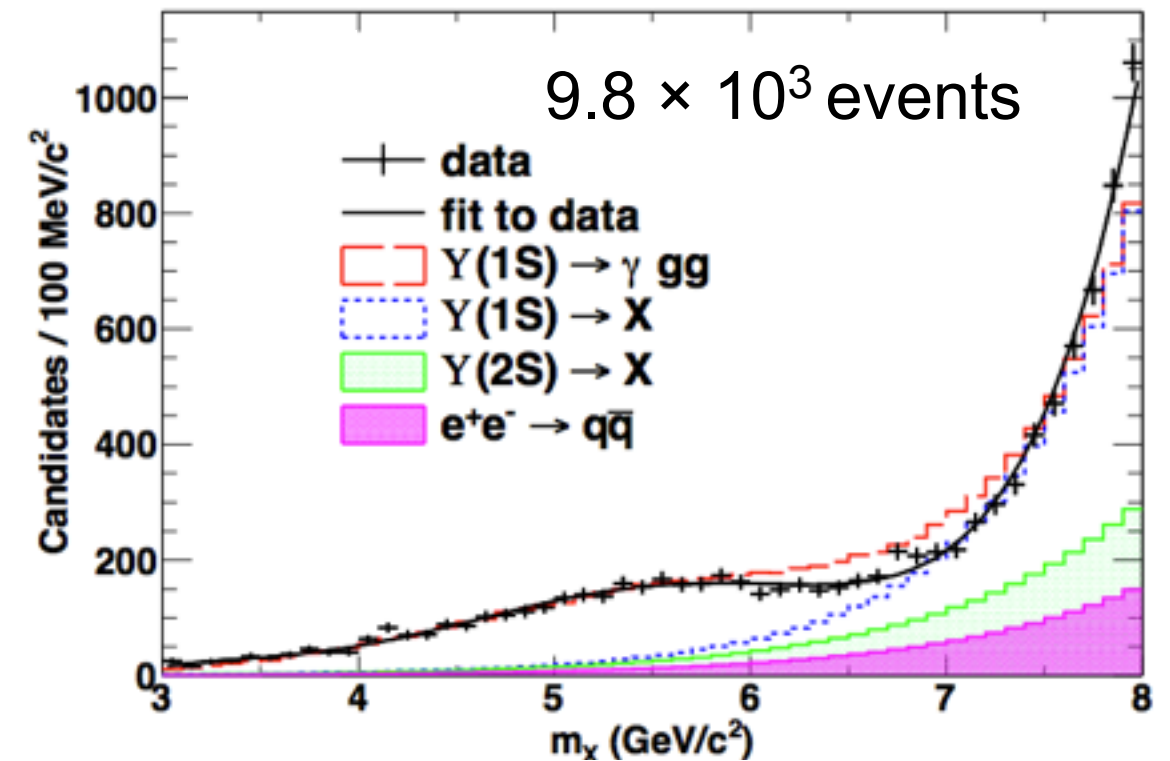 9.8 × 10³ events
data
fit to data
Υ(1S) → γ gg
Υ(1S) → X
Υ(2S) → X
e⁺e⁻ → qq̅
Candidates / 100 MeV/c²
1000
800
600
400
200
0
3 4 5 6 7 8
mₓ (GeV/c²)